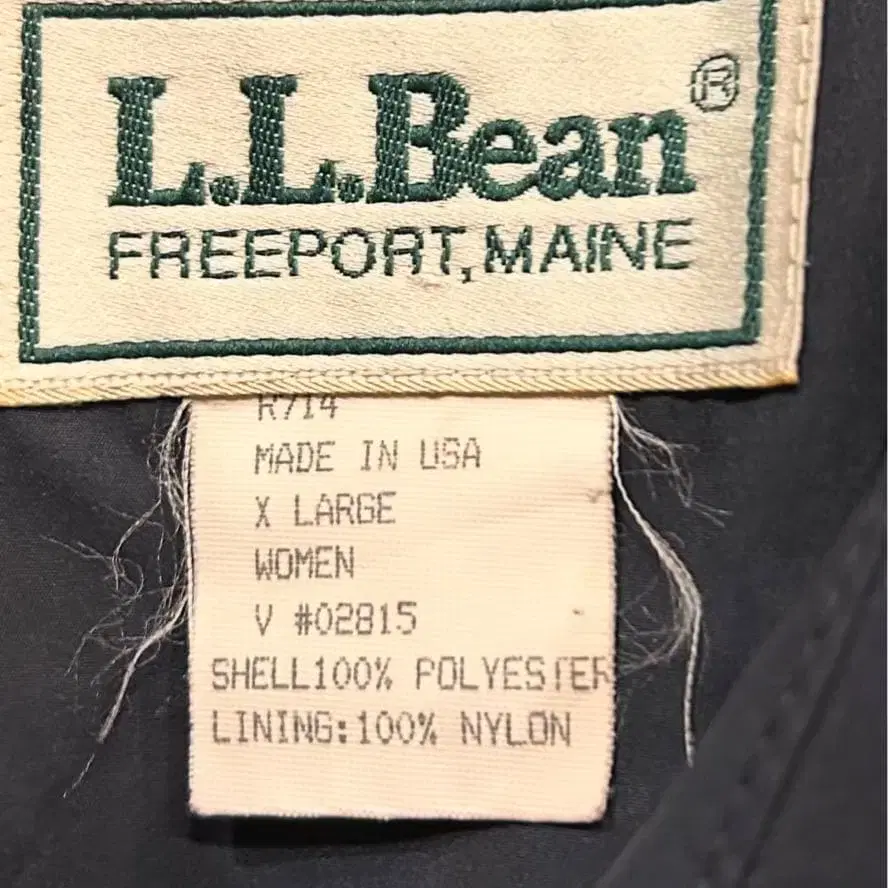 L.L.Bean®
FREEPORT, MAINE
R714
MADE IN USA
X LARGE
WOMEN
V #02815
SHELL100% POLYESTER
LINING:100% NYLON